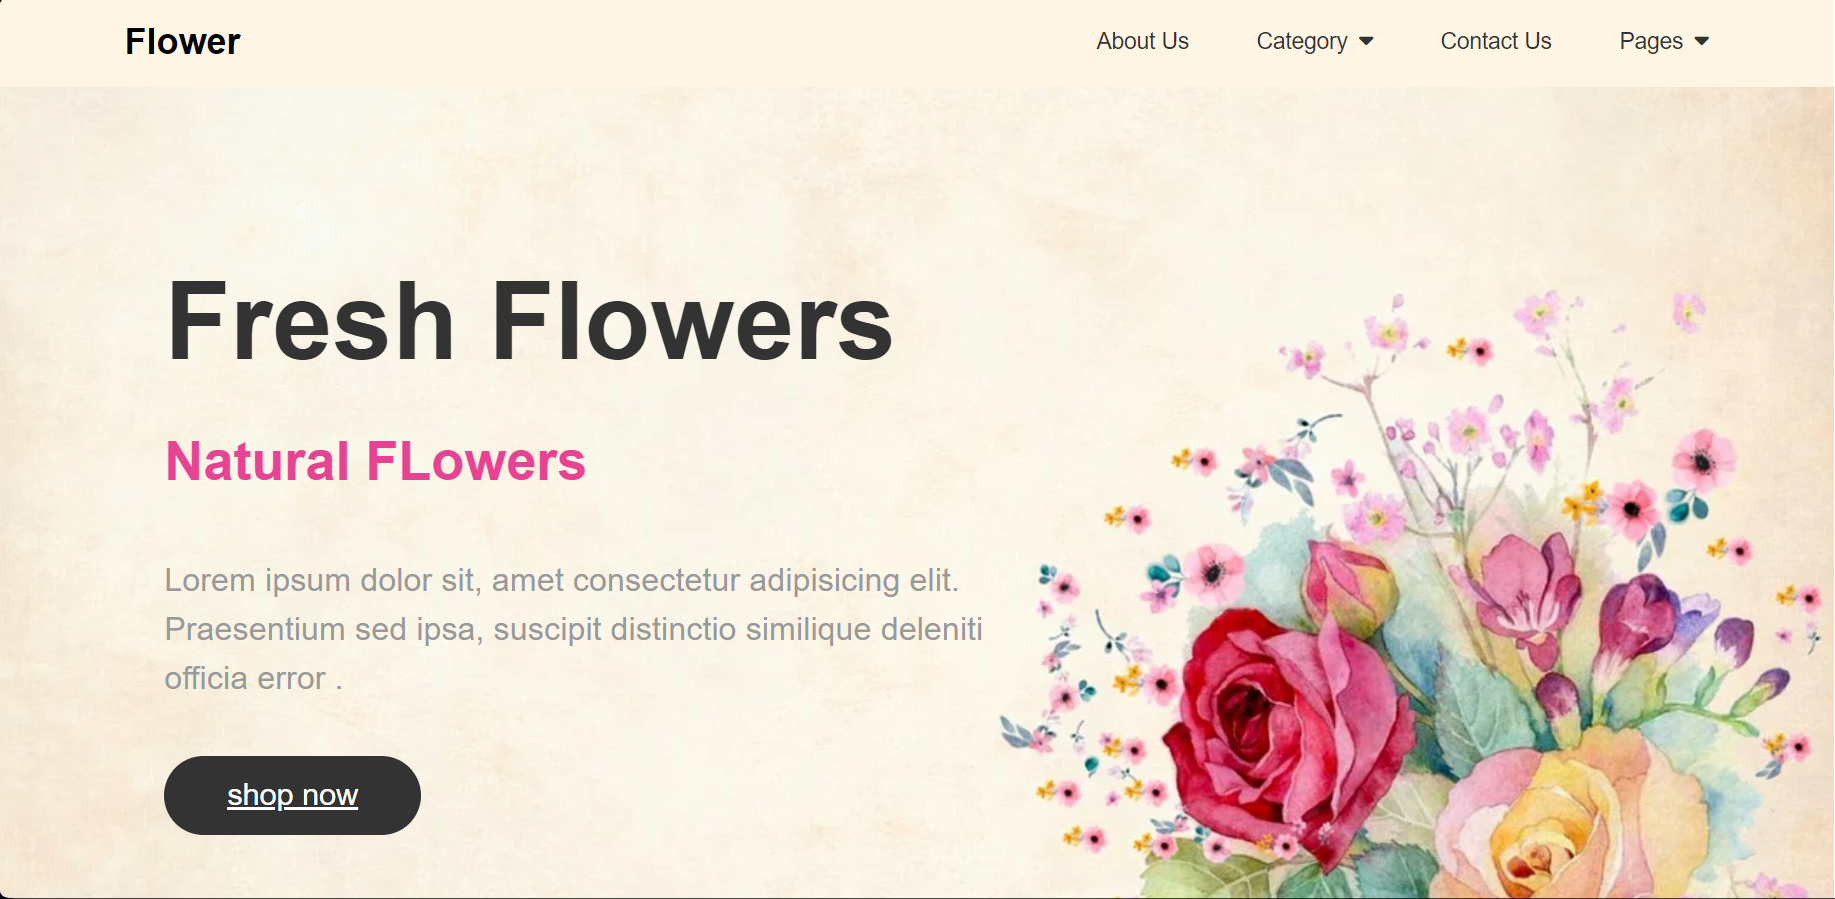 Flower
About Us
Category
Contact Us
Pages
Fresh Flowers
Natural FLowers
Lorem ipsum dolor sit, amet consectetur adipisicing elit.
Praesentium sed ipsa, suscipit distinctio similique deleniti
officia error .
shop now